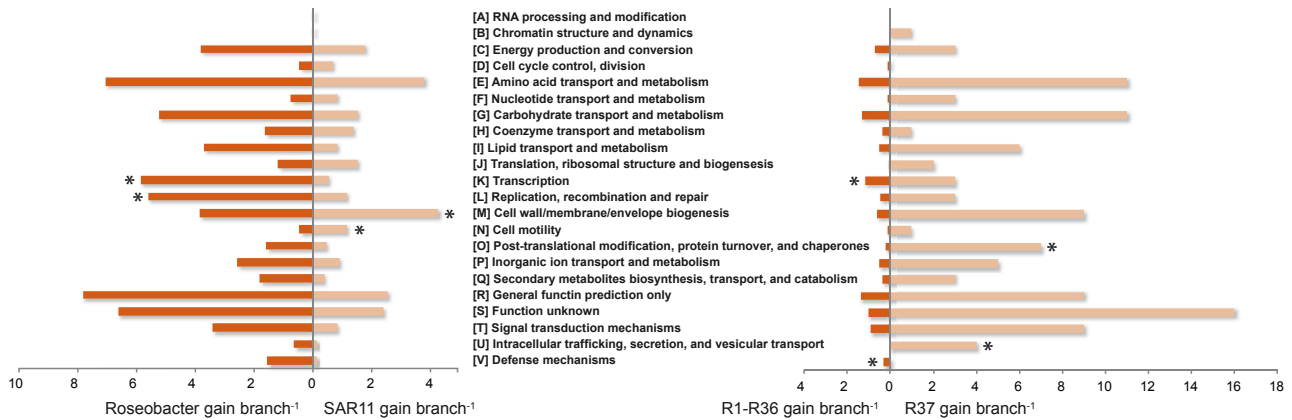 [A] RNA processing and modification
[B] Chromatin structure and dynamics
[C] Energy production and conversion
[D] Cell cycle control, division
[E] Amino acid transport and metabolism
[F] Nucleotide transport and metabolism
[G] Carbohydrate transport and metabolism
[H] Coenzyme transport and metabolism
[I] Lipid transport and metabolism
[J] Translation, ribosomal structure and biogensesis
* [K] Transcription *
* [L] Replication, recombination and repair
* [M] Cell wall/membrane/envelope biogenesis
* [N] Cell motility
[O] Post-translational modification, protein turnover, and chaperones *
[P] Inorganic ion transport and metabolism
[Q] Secondary metabolites biosynthesis, transport, and catabolism
[R] General functin prediction only
[S] Function unknown
[T] Signal transduction mechanisms
[U] Intracellular trafficking, secretion, and vesicular transport *
[V] Defense mechanisms *
10 8 6 4 2 0 2 4 4 2 0 2 4 6 8 10 12 14 16 18
Roseobacter gain branch⁻¹ SAR11 gain branch⁻¹ R1-R36 gain branch⁻¹ R37 gain branch⁻¹